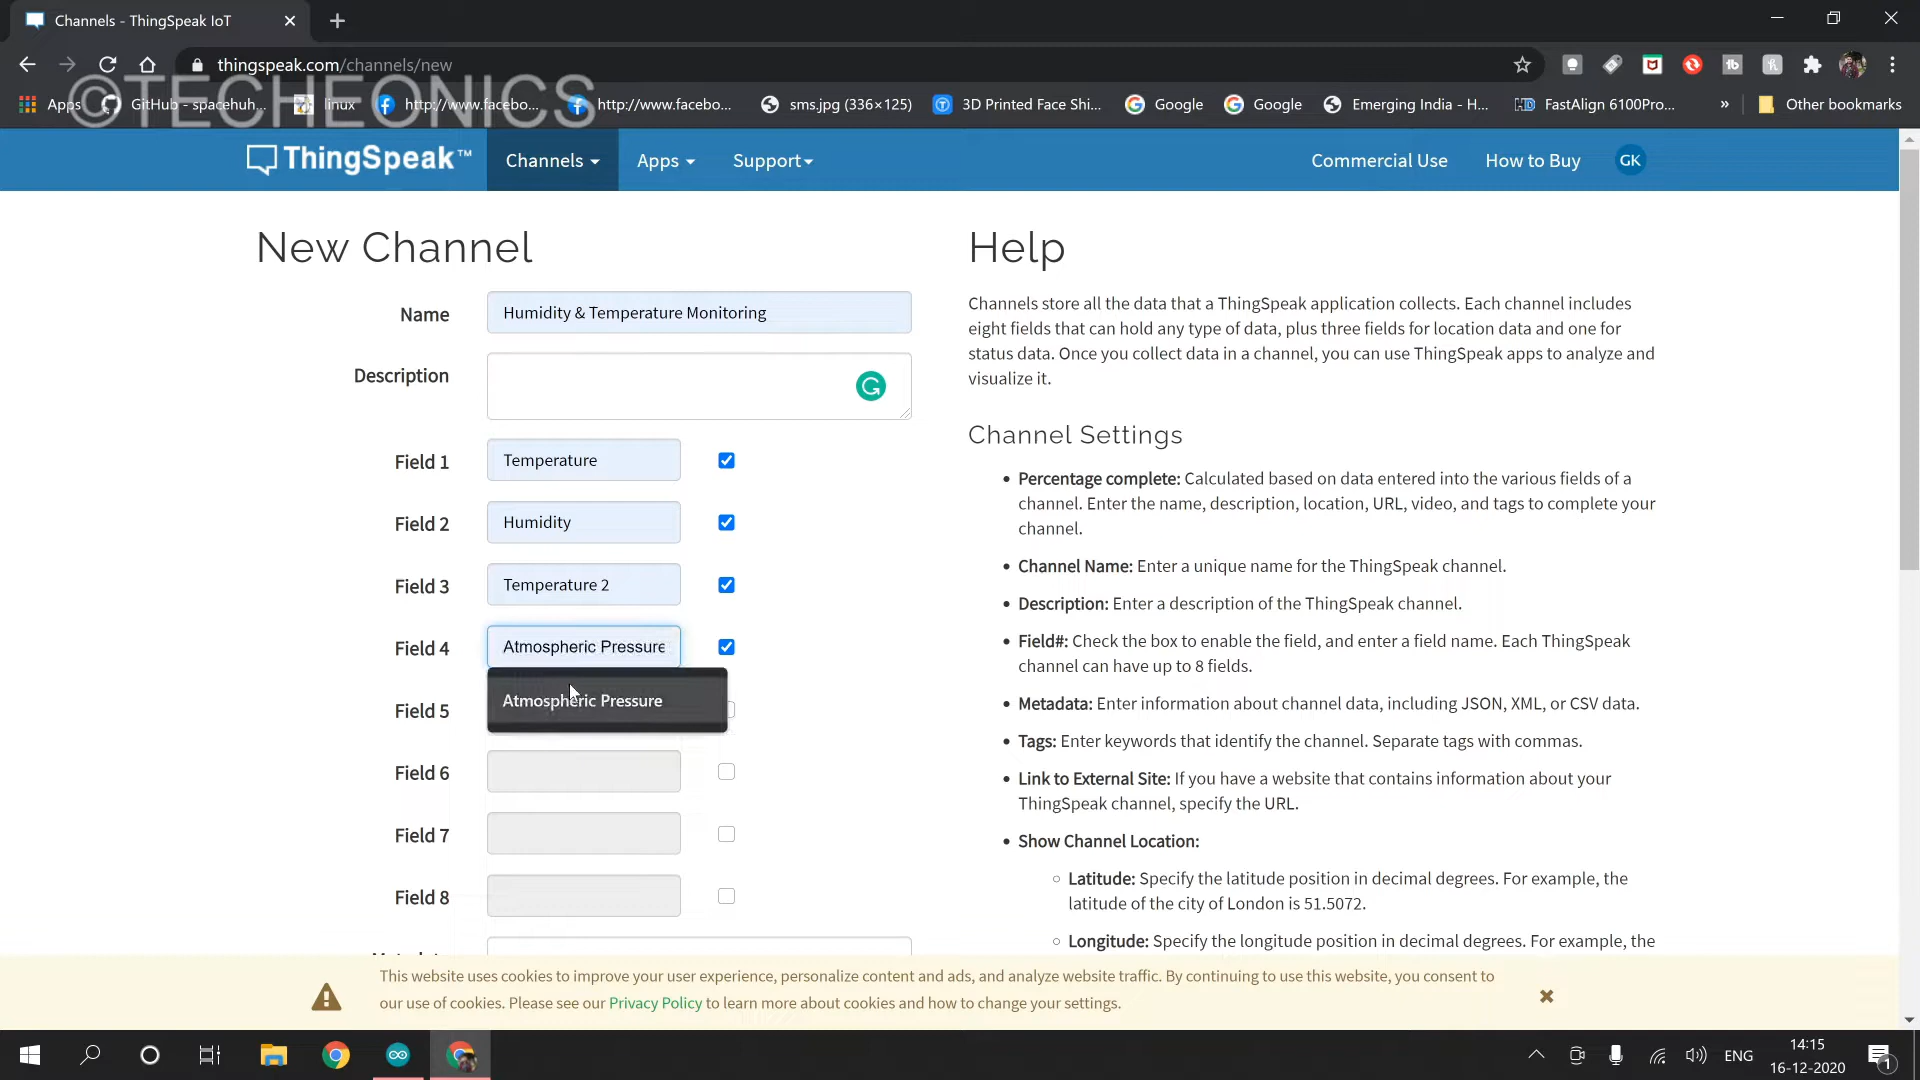 Channels - ThingSpeak IoT
thingspeak.com/channels/new
©TECHEONICS
Apps
GitHub - spacehuh...
linux
http://www.facebo...
http://www.facebo...
sms.jpg (336×125)
3D Printed Face Shi...
Google
Google
Emerging India - H...
FastAlign 6100Pro...
»
Other bookmarks
ThingSpeak™
Channels
Apps
Support
Commercial Use
How to Buy
GK
New Channel
Name
Humidity & Temperature Monitoring
Description
Field 1
Temperature
Field 2
Humidity
Field 3
Temperature 2
Field 4
Atmospheric Pressure
Atmospheric Pressure
Field 5
Field 6
Field 7
Field 8
Help
Channels store all the data that a ThingSpeak application collects. Each channel includes
eight fields that can hold any type of data, plus three fields for location data and one for
status data. Once you collect data in a channel, you can use ThingSpeak apps to analyze and
visualize it.
Channel Settings
• Percentage complete: Calculated based on data entered into the various fields of a
channel. Enter the name, description, location, URL, video, and tags to complete your
channel.
• Channel Name: Enter a unique name for the ThingSpeak channel.
• Description: Enter a description of the ThingSpeak channel.
• Field#: Check the box to enable the field, and enter a field name. Each ThingSpeak
channel can have up to 8 fields.
• Metadata: Enter information about channel data, including JSON, XML, or CSV data.
• Tags: Enter keywords that identify the channel. Separate tags with commas.
• Link to External Site: If you have a website that contains information about your
ThingSpeak channel, specify the URL.
• Show Channel Location:
○ Latitude: Specify the latitude position in decimal degrees. For example, the
latitude of the city of London is 51.5072.
○ Longitude: Specify the longitude position in decimal degrees. For example, the
This website uses cookies to improve your user experience, personalize content and ads, and analyze website traffic. By continuing to use this website, you consent to
our use of cookies. Please see our Privacy Policy to learn more about cookies and how to change your settings.
ENG
14:15
16-12-2020
1